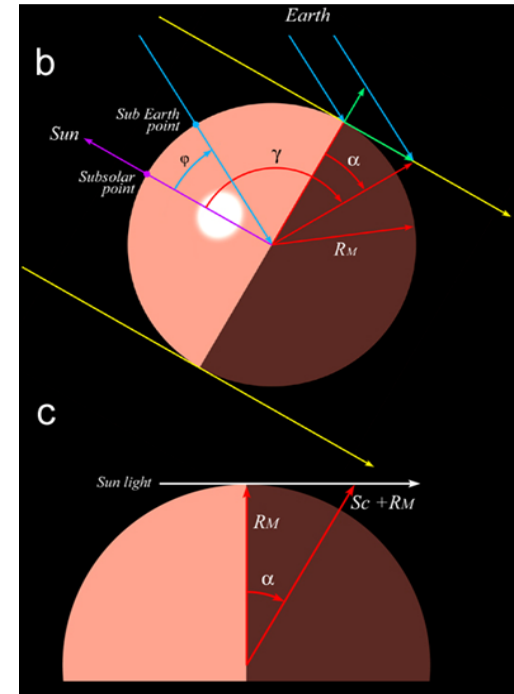 Earth
b
Sub Earth
point
Sun
φ
γ
α
Subsolar
point
RM
c
Sun light
Sc +RM
RM
α